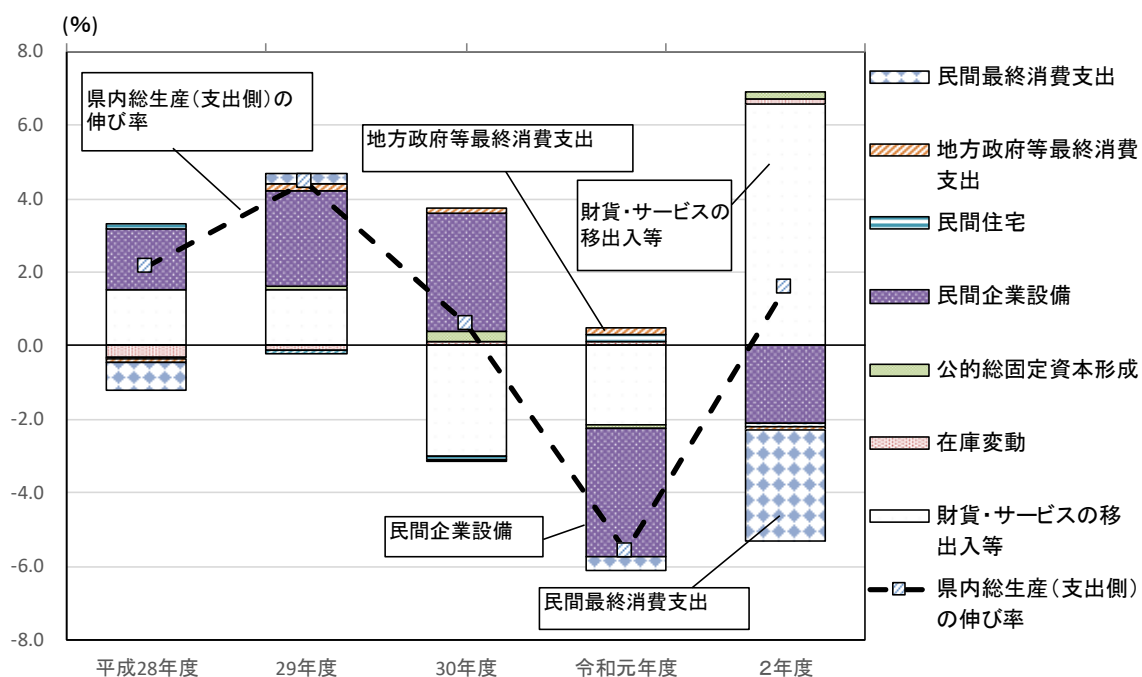 (%)
8.0
6.0
4.0
2.0
0.0
-2.0
-4.0
-6.0
-8.0
県内総生産(支出側)の
伸び率
地方政府等最終消費支出
財貨・サービスの
移出入等
民間企業設備
民間最終消費支出
平成28年度
29年度
30年度
令和元年度
２年度
民間最終消費支出
地方政府等最終消費
支出
民間住宅
民間企業設備
公的総固定資本形成
在庫変動
財貨・サービスの移
出入等
県内総生産(支出側)
の伸び率